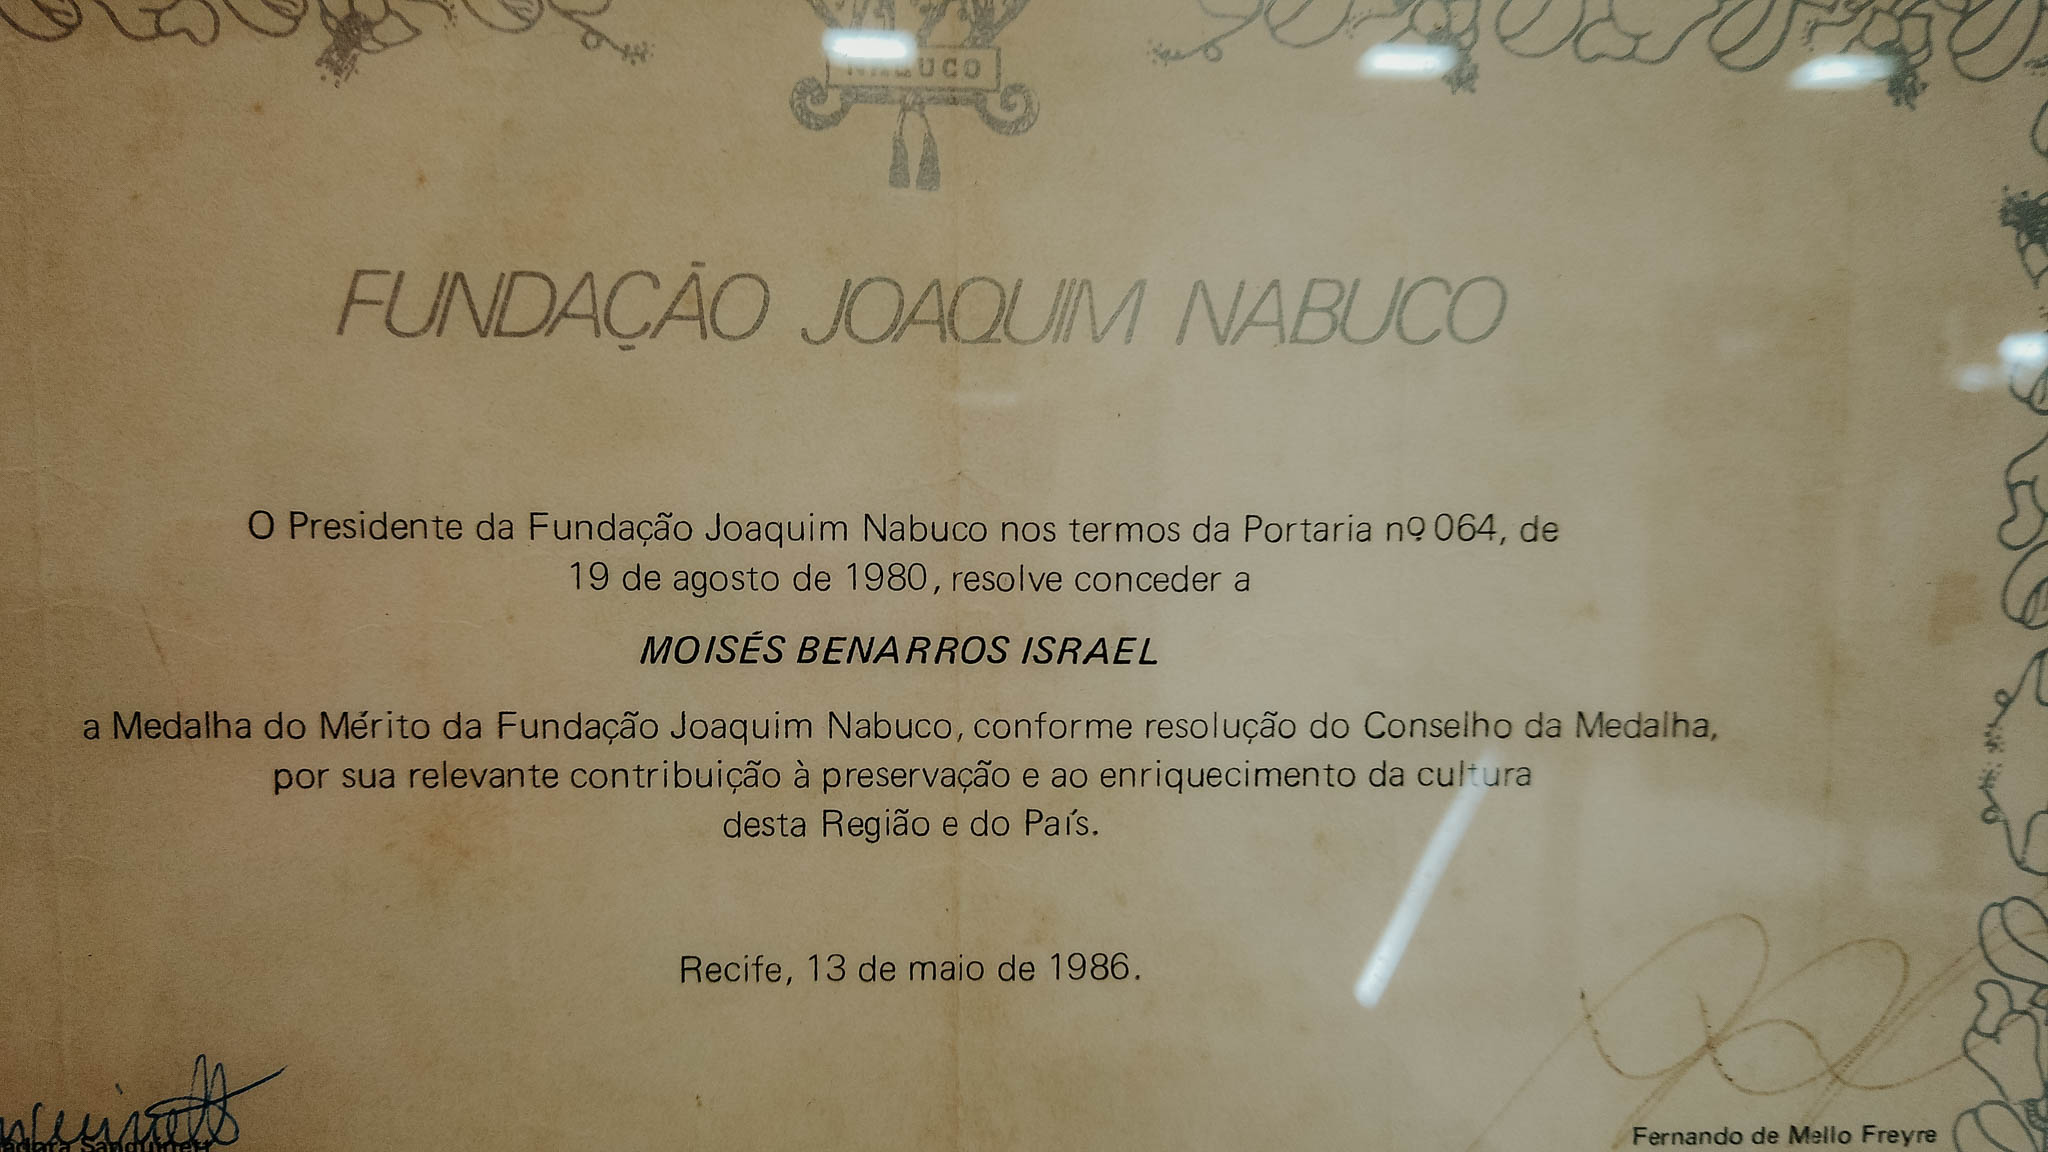 NABUCO
FUNDAÇÃO JOAQUIM NABUCO
O Presidente da Fundação Joaquim Nabuco nos termos da Portaria nº 064, de
19 de agosto de 1980, resolve conceder a
MOISÉS BENARROS ISRAEL
a Medalha do Mérito da Fundação Joaquim Nabuco, conforme resolução do Conselho da Medalha,
por sua relevante contribuição à preservação e ao enriquecimento da cultura
desta Região e do País.
Recife, 13 de maio de 1986.
Fernando de Mello Freyre